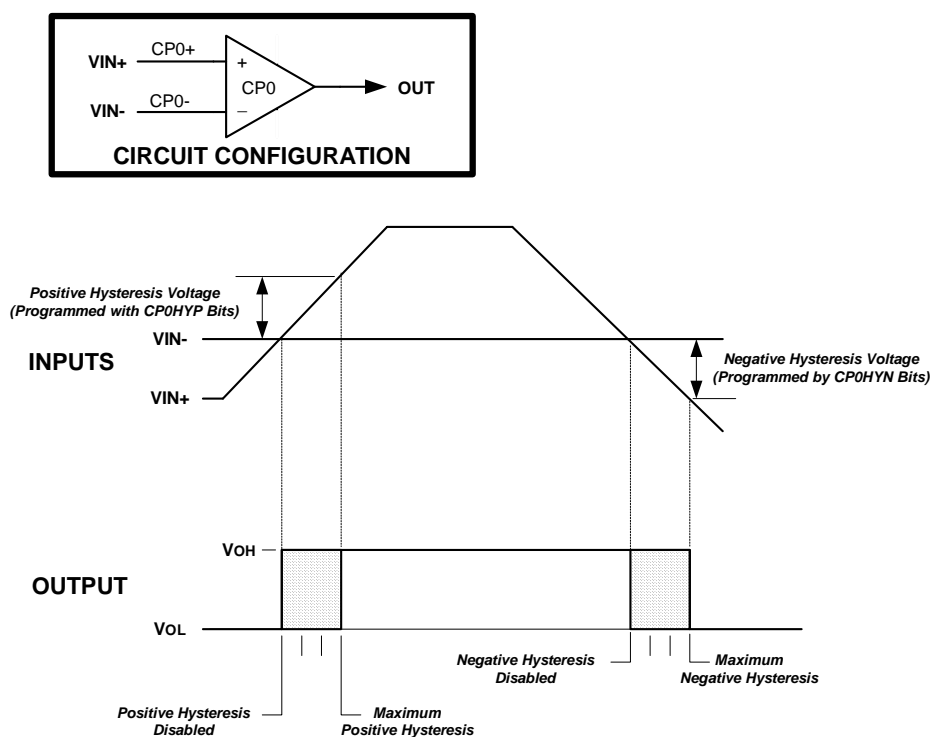 VIN+
CP0+
+
CP0
OUT
VIN-
CP0-
_
CIRCUIT CONFIGURATION
Positive Hysteresis Voltage
(Programmed with CP0HYP Bits)
VIN-
INPUTS
Negative Hysteresis Voltage
(Programmed by CP0HYN Bits)
VIN+
VOH
OUTPUT
VOL
Negative Hysteresis
Disabled
Maximum
Negative Hysteresis
Positive Hysteresis
Disabled
Maximum
Positive Hysteresis